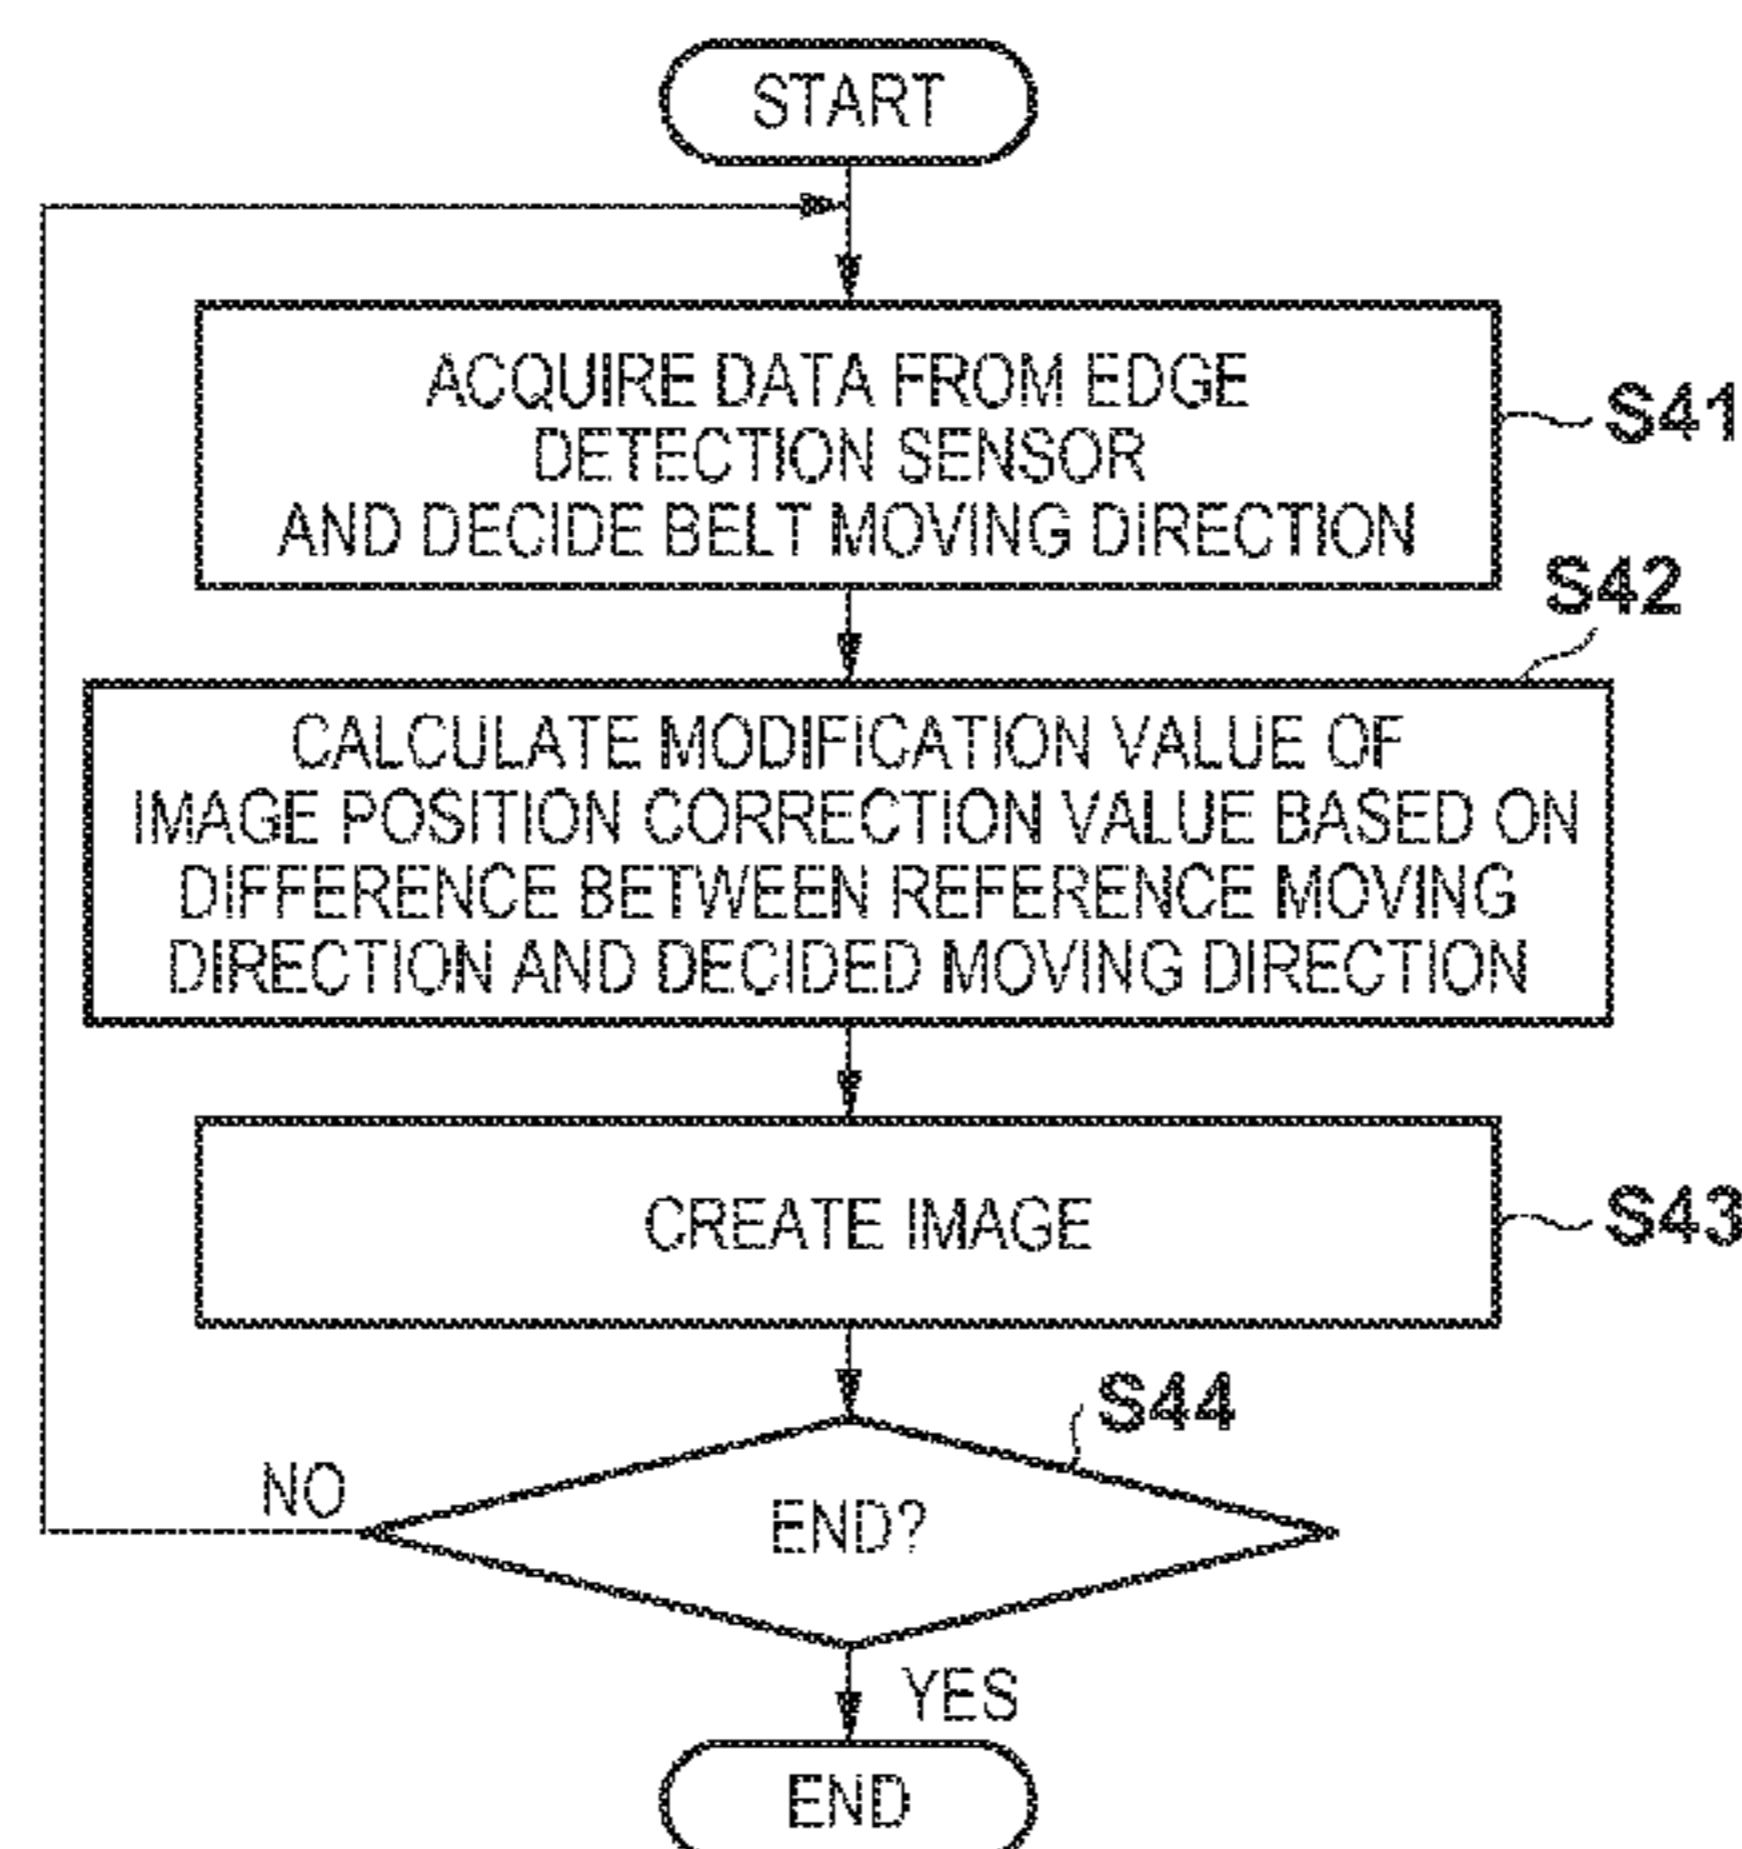 START
ACQUIRE DATA FROM EDGE
DETECTION SENSOR
AND DECIDE BELT MOVING DIRECTION
S41
S42
CALCULATE MODIFICATION VALUE OF
IMAGE POSITION CORRECTION VALUE BASED ON
DIFFERENCE BETWEEN REFERENCE MOVING
DIRECTION AND DECIDED MOVING DIRECTION
CREATE IMAGE
S43
S44
NO
END?
YES
END